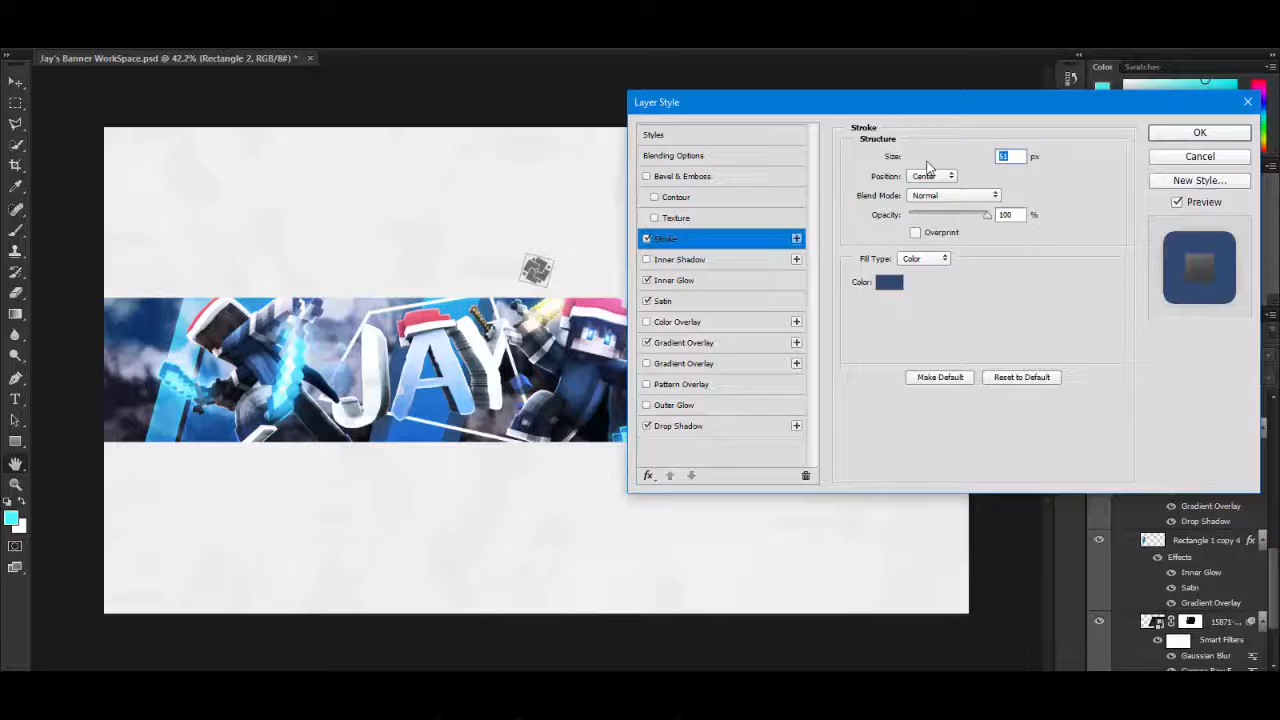 Jay's Banner WorkSpace.psd @ 42.2% (Rectangle 2, RGB/8#) *
Color
Swatches
JAY
Layer Style
Styles
Blending Options
Bevel & Emboss
Contour
Texture
Stroke
Inner Shadow
Inner Glow
Satin
Color Overlay
Gradient Overlay
Gradient Overlay
Pattern Overlay
Outer Glow
Drop Shadow
fx
Stroke
Structure
Size: 51 px
Position: Center
Blend Mode: Normal
Opacity: 100 %
Overprint
Fill Type: Color
Color:
Make Default
Reset to Default
OK
Cancel
New Style...
Preview
Gradient Overlay
Drop Shadow
Rectangle 1 copy 4 fx
Effects
Inner Glow
Satin
Gradient Overlay
15871-...
Smart Filters
Gaussian Blur